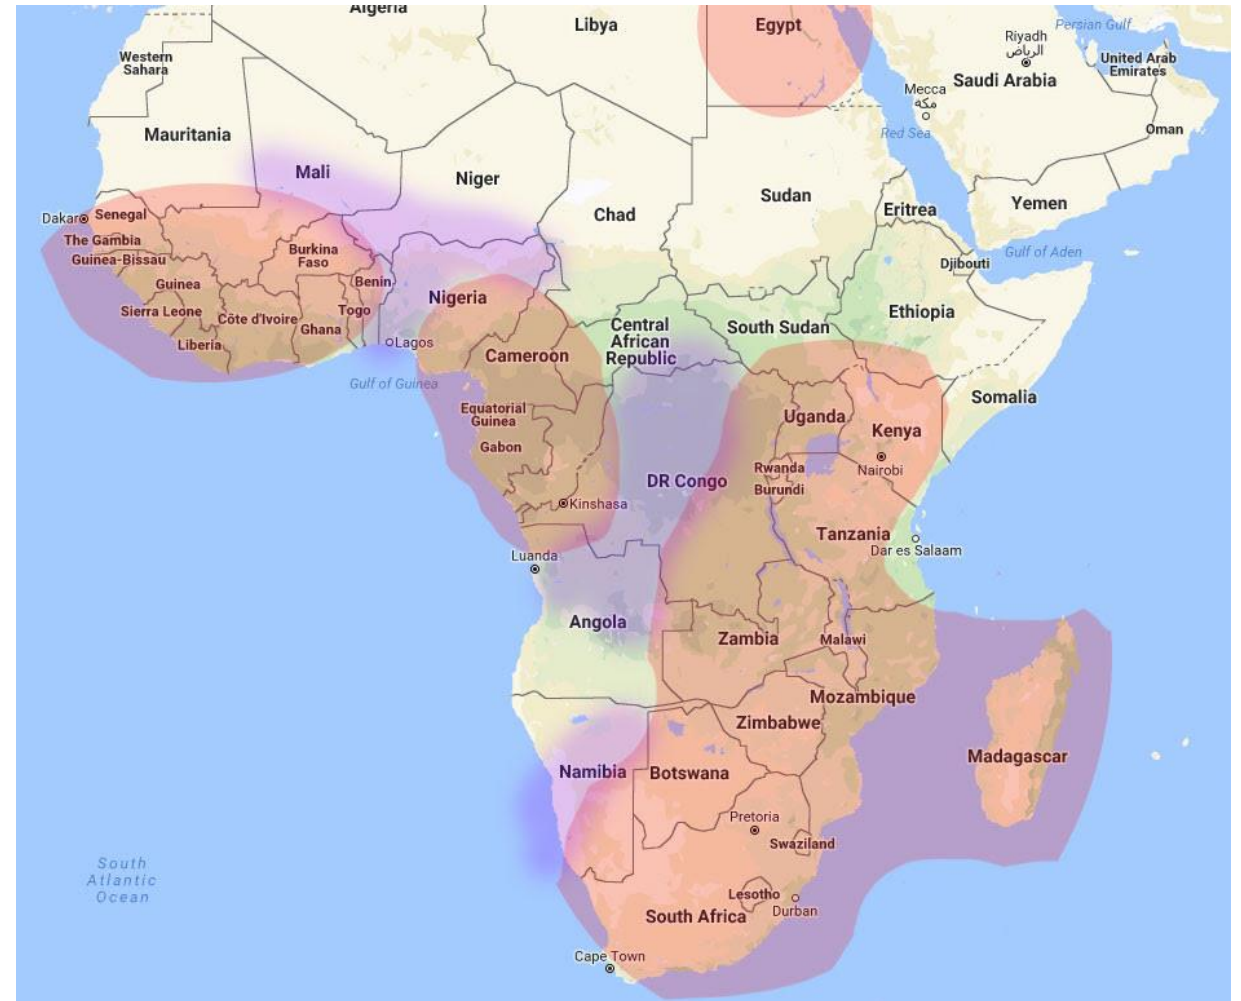 Algeria
Libya
Egypt
Persian Gulf
Riyadh
الرياض
United Arab
Emirates
Western
Sahara
Saudi Arabia
Mecca
مكة
Mauritania
Red Sea
Oman
Mali
Niger
Chad
Sudan
Eritrea
Yemen
Dakar
Senegal
The Gambia
Guinea-Bissau
Burkina
Faso
Gulf of Aden
Djibouti
Guinea
Benin
Nigeria
Ethiopia
Sierra Leone
Côte d'Ivoire
Togo
Ghana
Central
African
Republic
South Sudan
Liberia
Lagos
Cameroon
Gulf of Guinea
Somalia
Equatorial
Guinea
Uganda
Kenya
Gabon
Nairobi
Rwanda
Burundi
DR Congo
Kinshasa
Tanzania
Dar es Salaam
Luanda
Angola
Zambia
Malawi
Mozambique
Zimbabwe
Madagascar
Namibia
Botswana
Pretoria
Swaziland
South
Atlantic
Ocean
Lesotho
Durban
South Africa
Cape Town